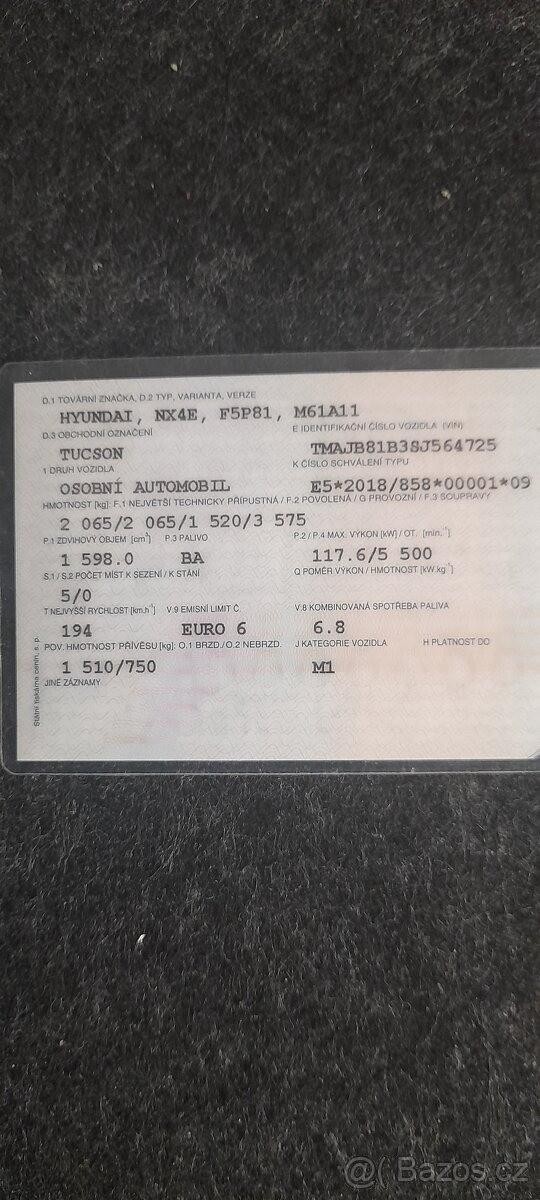 D.1 TOVÁRNÍ ZNAČKA, D.2 TYP, VARIANTA, VERZE
HYUNDAI, NX4E, F5P81, M61A11
D.3 OBCHODNÍ OZNAČENÍ E IDENTIFIKAČNÍ ČÍSLO VOZIDLA (VIN)
TUCSON TMAJB81B3SJ564725
1 DRUH VOZIDLA K ČÍSLO SCHVÁLENÍ TYPU
OSOBNÍ AUTOMOBIL E5*2018/858*00001*09
HMOTNOST [kg]: F.1 NEJVĚTŠÍ TECHNICKY PŘÍPUSTNÁ / F.2 POVOLENÁ / G PROVOZNÍ / F.3 SOUPRAVY
2 065/2 065/1 520/3 575
P.1 ZDVIHOVÝ OBJEM [cm³] P.3 PALIVO P.2 / P.4 MAX. VÝKON [kW] / OT. [min.⁻¹]
1 598.0 BA 117.6/5 500
S.1 / S.2 POČET MÍST K SEZENÍ / K STÁNÍ Q POMĚR VÝKON / HMOTNOST [kW.kg⁻¹]
5/0
T NEJVYŠŠÍ RYCHLOST [km.h⁻¹] V.9 EMISNÍ LIMIT Č. V.8 KOMBINOVANÁ SPOTŘEBA PALIVA
194 EURO 6 6.8
POV. HMOTNOST PŘÍVĚSU [kg]: O.1 BRZD./O.2 NEBRZD. J KATEGORIE VOZIDLA H PLATNOST DO
1 510/750 M1
JINÉ ZÁZNAMY
Státní tiskárna cenin, s. p.
@( Bazos.cz